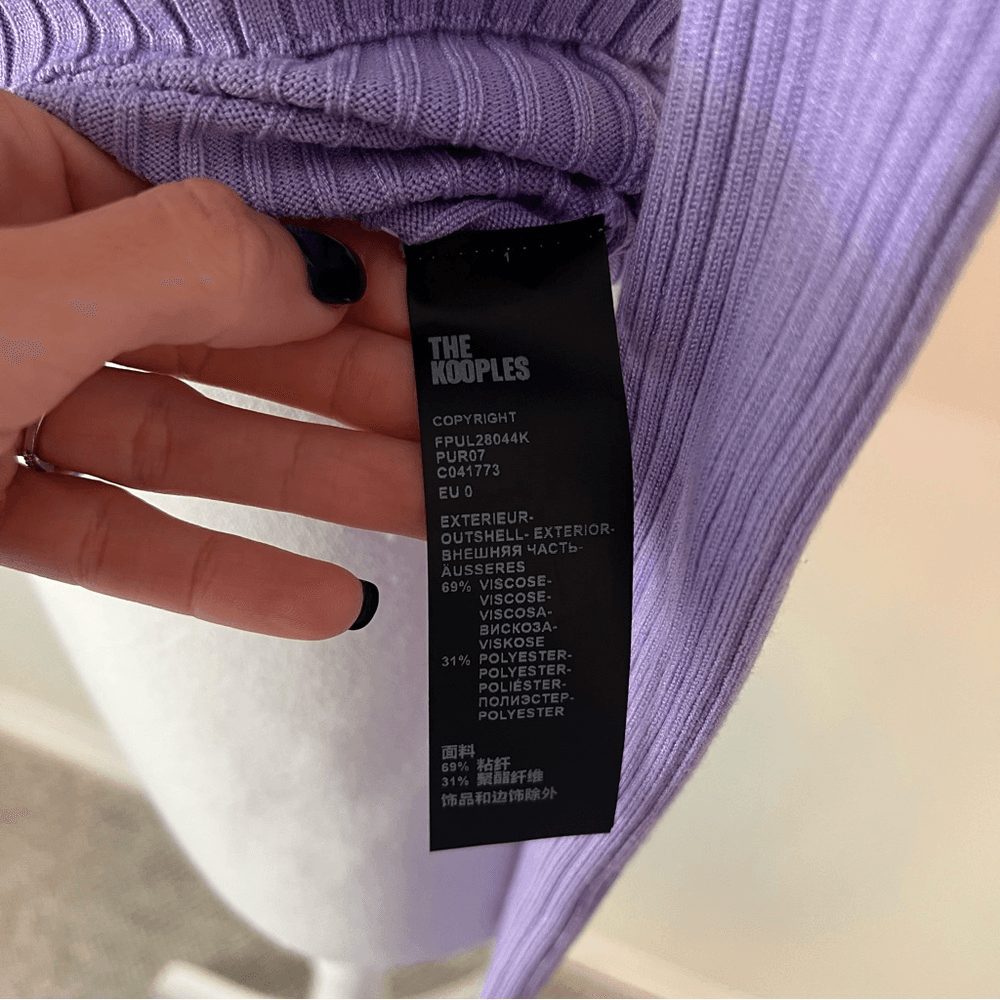 1
THE
KOOPLES
COPYRIGHT
FPUL28044K
PUR07
C041773
EU 0
EXTERIEUR-
OUTSHELL- EXTERIOR-
ВНЕШНЯЯ ЧАСТЬ-
ÄUSSERES
69% VISCOSE-
VISCOSE-
VISCOSA-
ВИСКОЗА-
VISKOSE
31% POLYESTER-
POLYESTER-
POLIÉSTER-
ПОЛИЭСТЕР-
POLYESTER
面料
69% 粘纤
31% 聚酯纤维
饰品和边饰除外